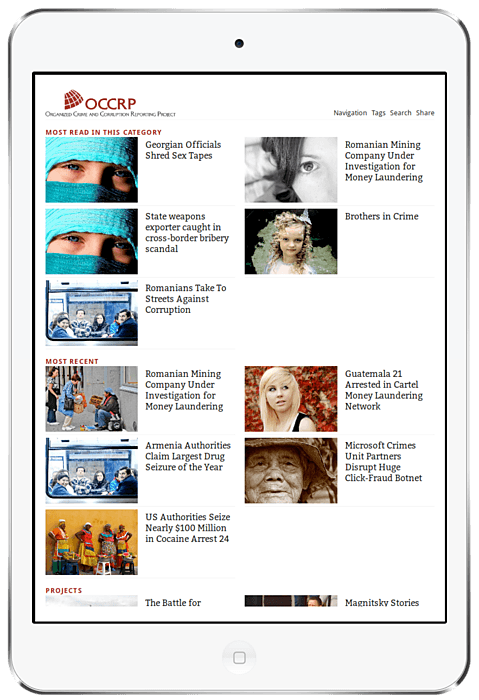 OCCRP
ORGANIZED CRIME AND CORRUPTION REPORTING PROJECT
Navigation Tags Search Share
MOST READ IN THIS CATEGORY
Georgian Officials
Shred Sex Tapes
Romanian Mining
Company Under
Investigation for
Money Laundering
State weapons
exporter caught in
cross-border bribery
scandal
Brothers in Crime
Romanians Take To
Streets Against
Corruption
MOST RECENT
Romanian Mining
Company Under
Investigation for
Money Laundering
Guatemala 21
Arrested in Cartel
Money Laundering
Network
Armenia Authorities
Claim Largest Drug
Seizure of the Year
Microsoft Crimes
Unit Partners
Disrupt Huge
Click-Fraud Botnet
US Authorities Seize
Nearly $100 Million
in Cocaine Arrest 24
PROJECTS
The Battle for
Magnitsky Stories